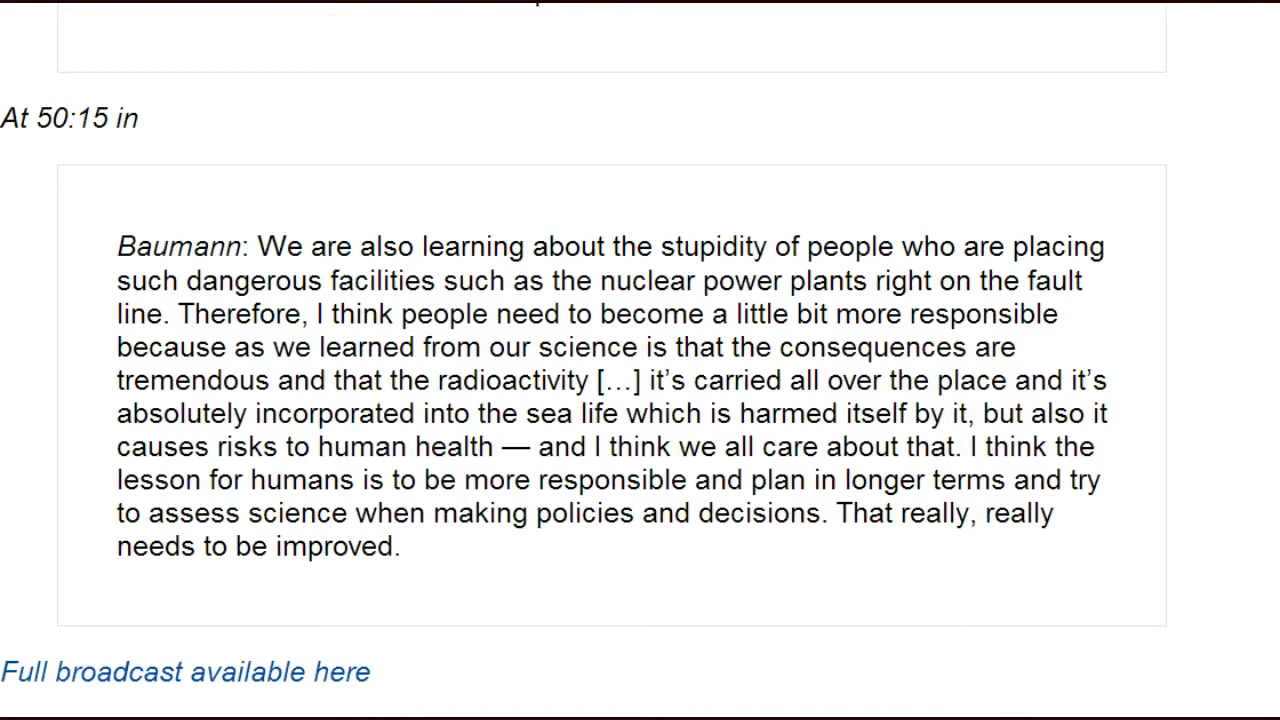 At 50:15 in
Baumann: We are also learning about the stupidity of people who are placing
such dangerous facilities such as the nuclear power plants right on the fault
line. Therefore, I think people need to become a little bit more responsible
because as we learned from our science is that the consequences are
tremendous and that the radioactivity […] it’s carried all over the place and it’s
absolutely incorporated into the sea life which is harmed itself by it, but also it
causes risks to human health — and I think we all care about that. I think the
lesson for humans is to be more responsible and plan in longer terms and try
to assess science when making policies and decisions. That really, really
needs to be improved.
Full broadcast available here